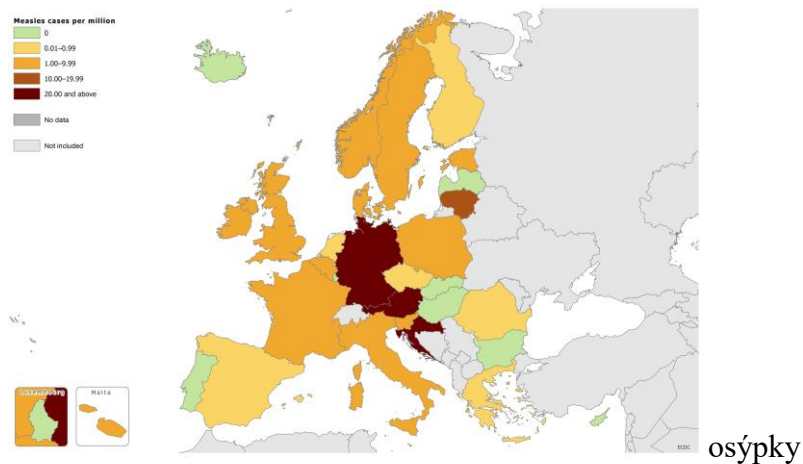 Measles cases per million
0
0.01–0.99
1.00–9.99
10.00–19.99
20.00 and above
No data
Not included
Luxembourg
Malta
ECDC
osýpky